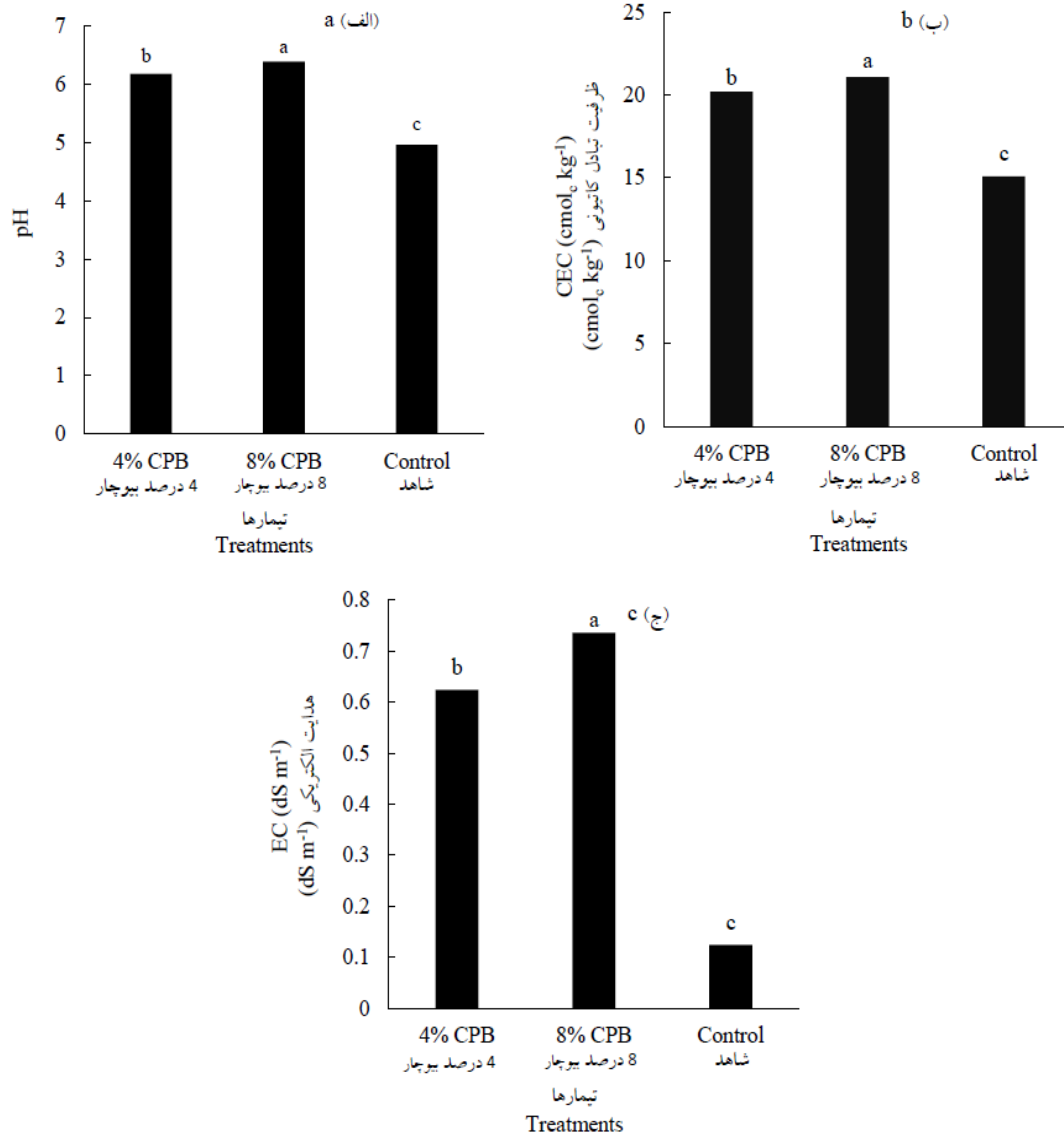 a (الف)
7
6
5
4
3
2
1
0
pH
b
a
c
4% CPB
8% CPB
Control
4 درصد بیوچار
8 درصد بیوچار
شاهد
تیمارها
Treatments
b (ب)
25
20
15
10
5
0
CEC (cmolc kg-1)
ظرفیت تبادل کاتیونی (cmolc kg-1)
b
a
c
4% CPB
8% CPB
Control
4 درصد بیوچار
8 درصد بیوچار
شاهد
تیمارها
Treatments
c (ج)
0.8
0.7
0.6
0.5
0.4
0.3
0.2
0.1
0
EC (dS m-1)
هدایت الکتریکی (dS m-1)
b
a
c
4% CPB
8% CPB
Control
4 درصد بیوچار
8 درصد بیوچار
شاهد
تیمارها
Treatments